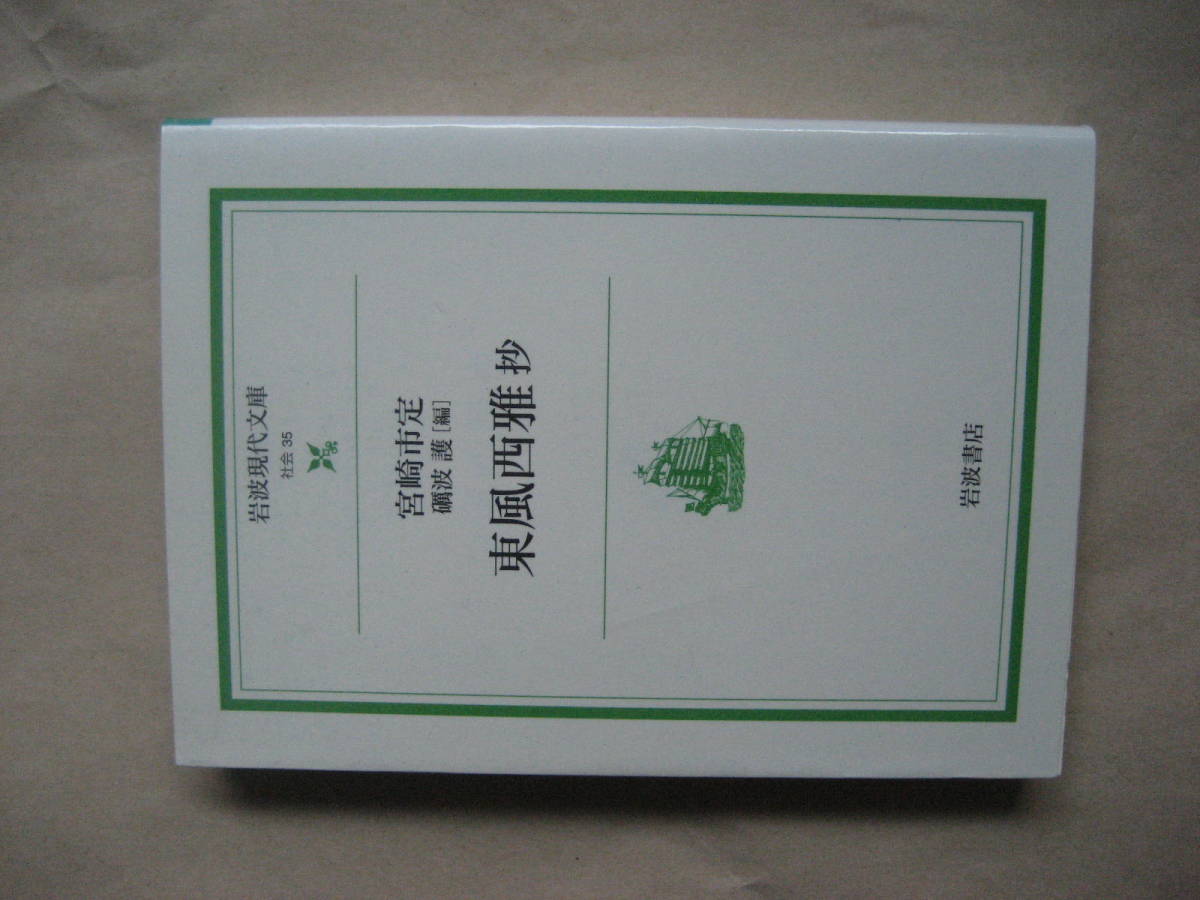 岩波現代文庫
社会 35
宮崎市定
礪波 護 [編]
東風西雅 抄
岩波書店